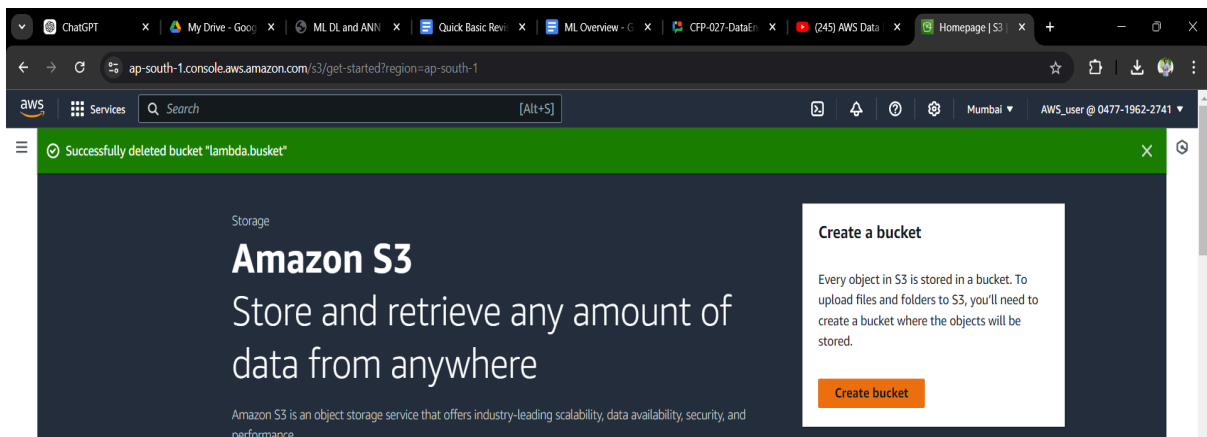 ChatGPT
My Drive - Goog
ML DL and ANN
Quick Basic Revi
ML Overview - G
CFP-027-DataEn
(245) AWS Data
Homepage | S3 |
ap-south-1.console.aws.amazon.com/s3/get-started?region=ap-south-1
aws
Services
Search
[Alt+S]
Mumbai
AWS_user @ 0477-1962-2741
Successfully deleted bucket "lambda.busket"
Storage
Amazon S3
Store and retrieve any amount of
data from anywhere
Amazon S3 is an object storage service that offers industry-leading scalability, data availability, security, and
performance.
Create a bucket
Every object in S3 is stored in a bucket. To
upload files and folders to S3, you'll need to
create a bucket where the objects will be
stored.
Create bucket